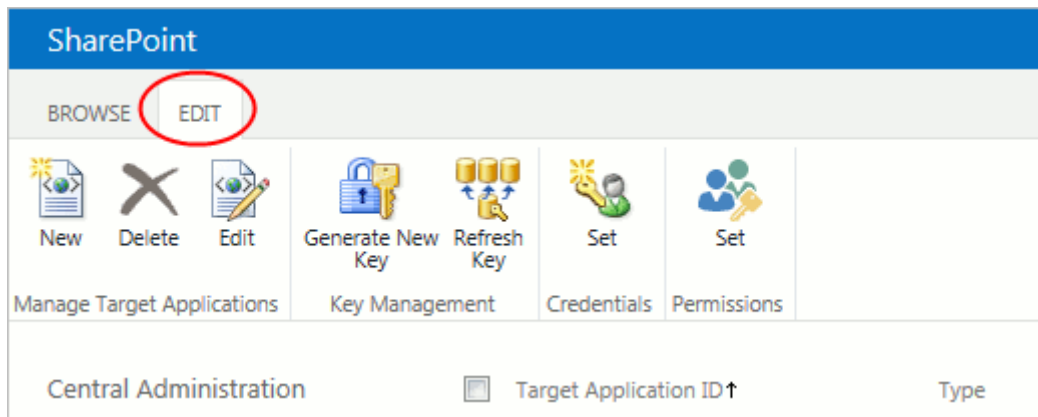 SharePoint
BROWSE EDIT
New Delete Edit Generate New Key Refresh Key Set Set
Manage Target Applications Key Management Credentials Permissions
Central Administration Target Application ID↑ Type